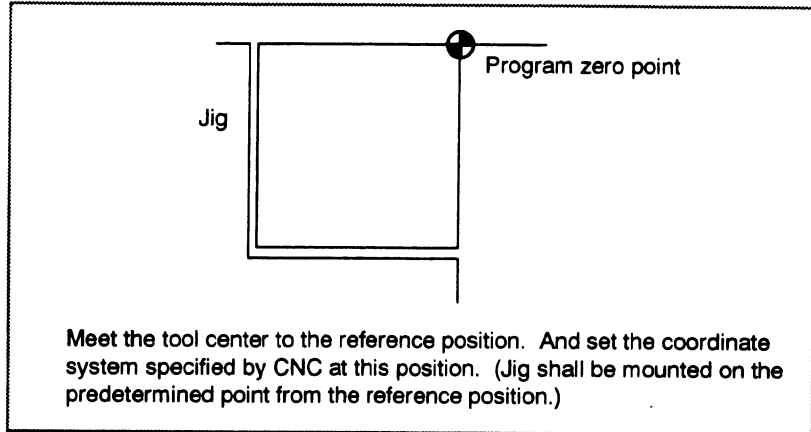 Program zero point
Jig
Meet the tool center to the reference position. And set the coordinate
system specified by CNC at this position. (Jig shall be mounted on the
predetermined point from the reference position.)